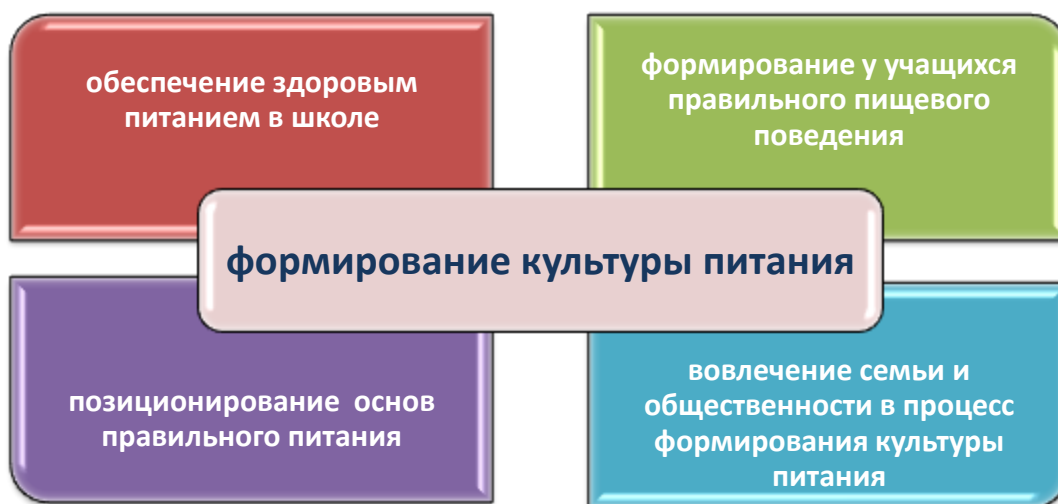 обеспечение здоровым
питанием в школе
формирование у учащихся
правильного пищевого
поведения
формирование культуры питания
позиционирование основ
правильного питания
вовлечение семьи и
общественности в процесс
формирования культуры
питания